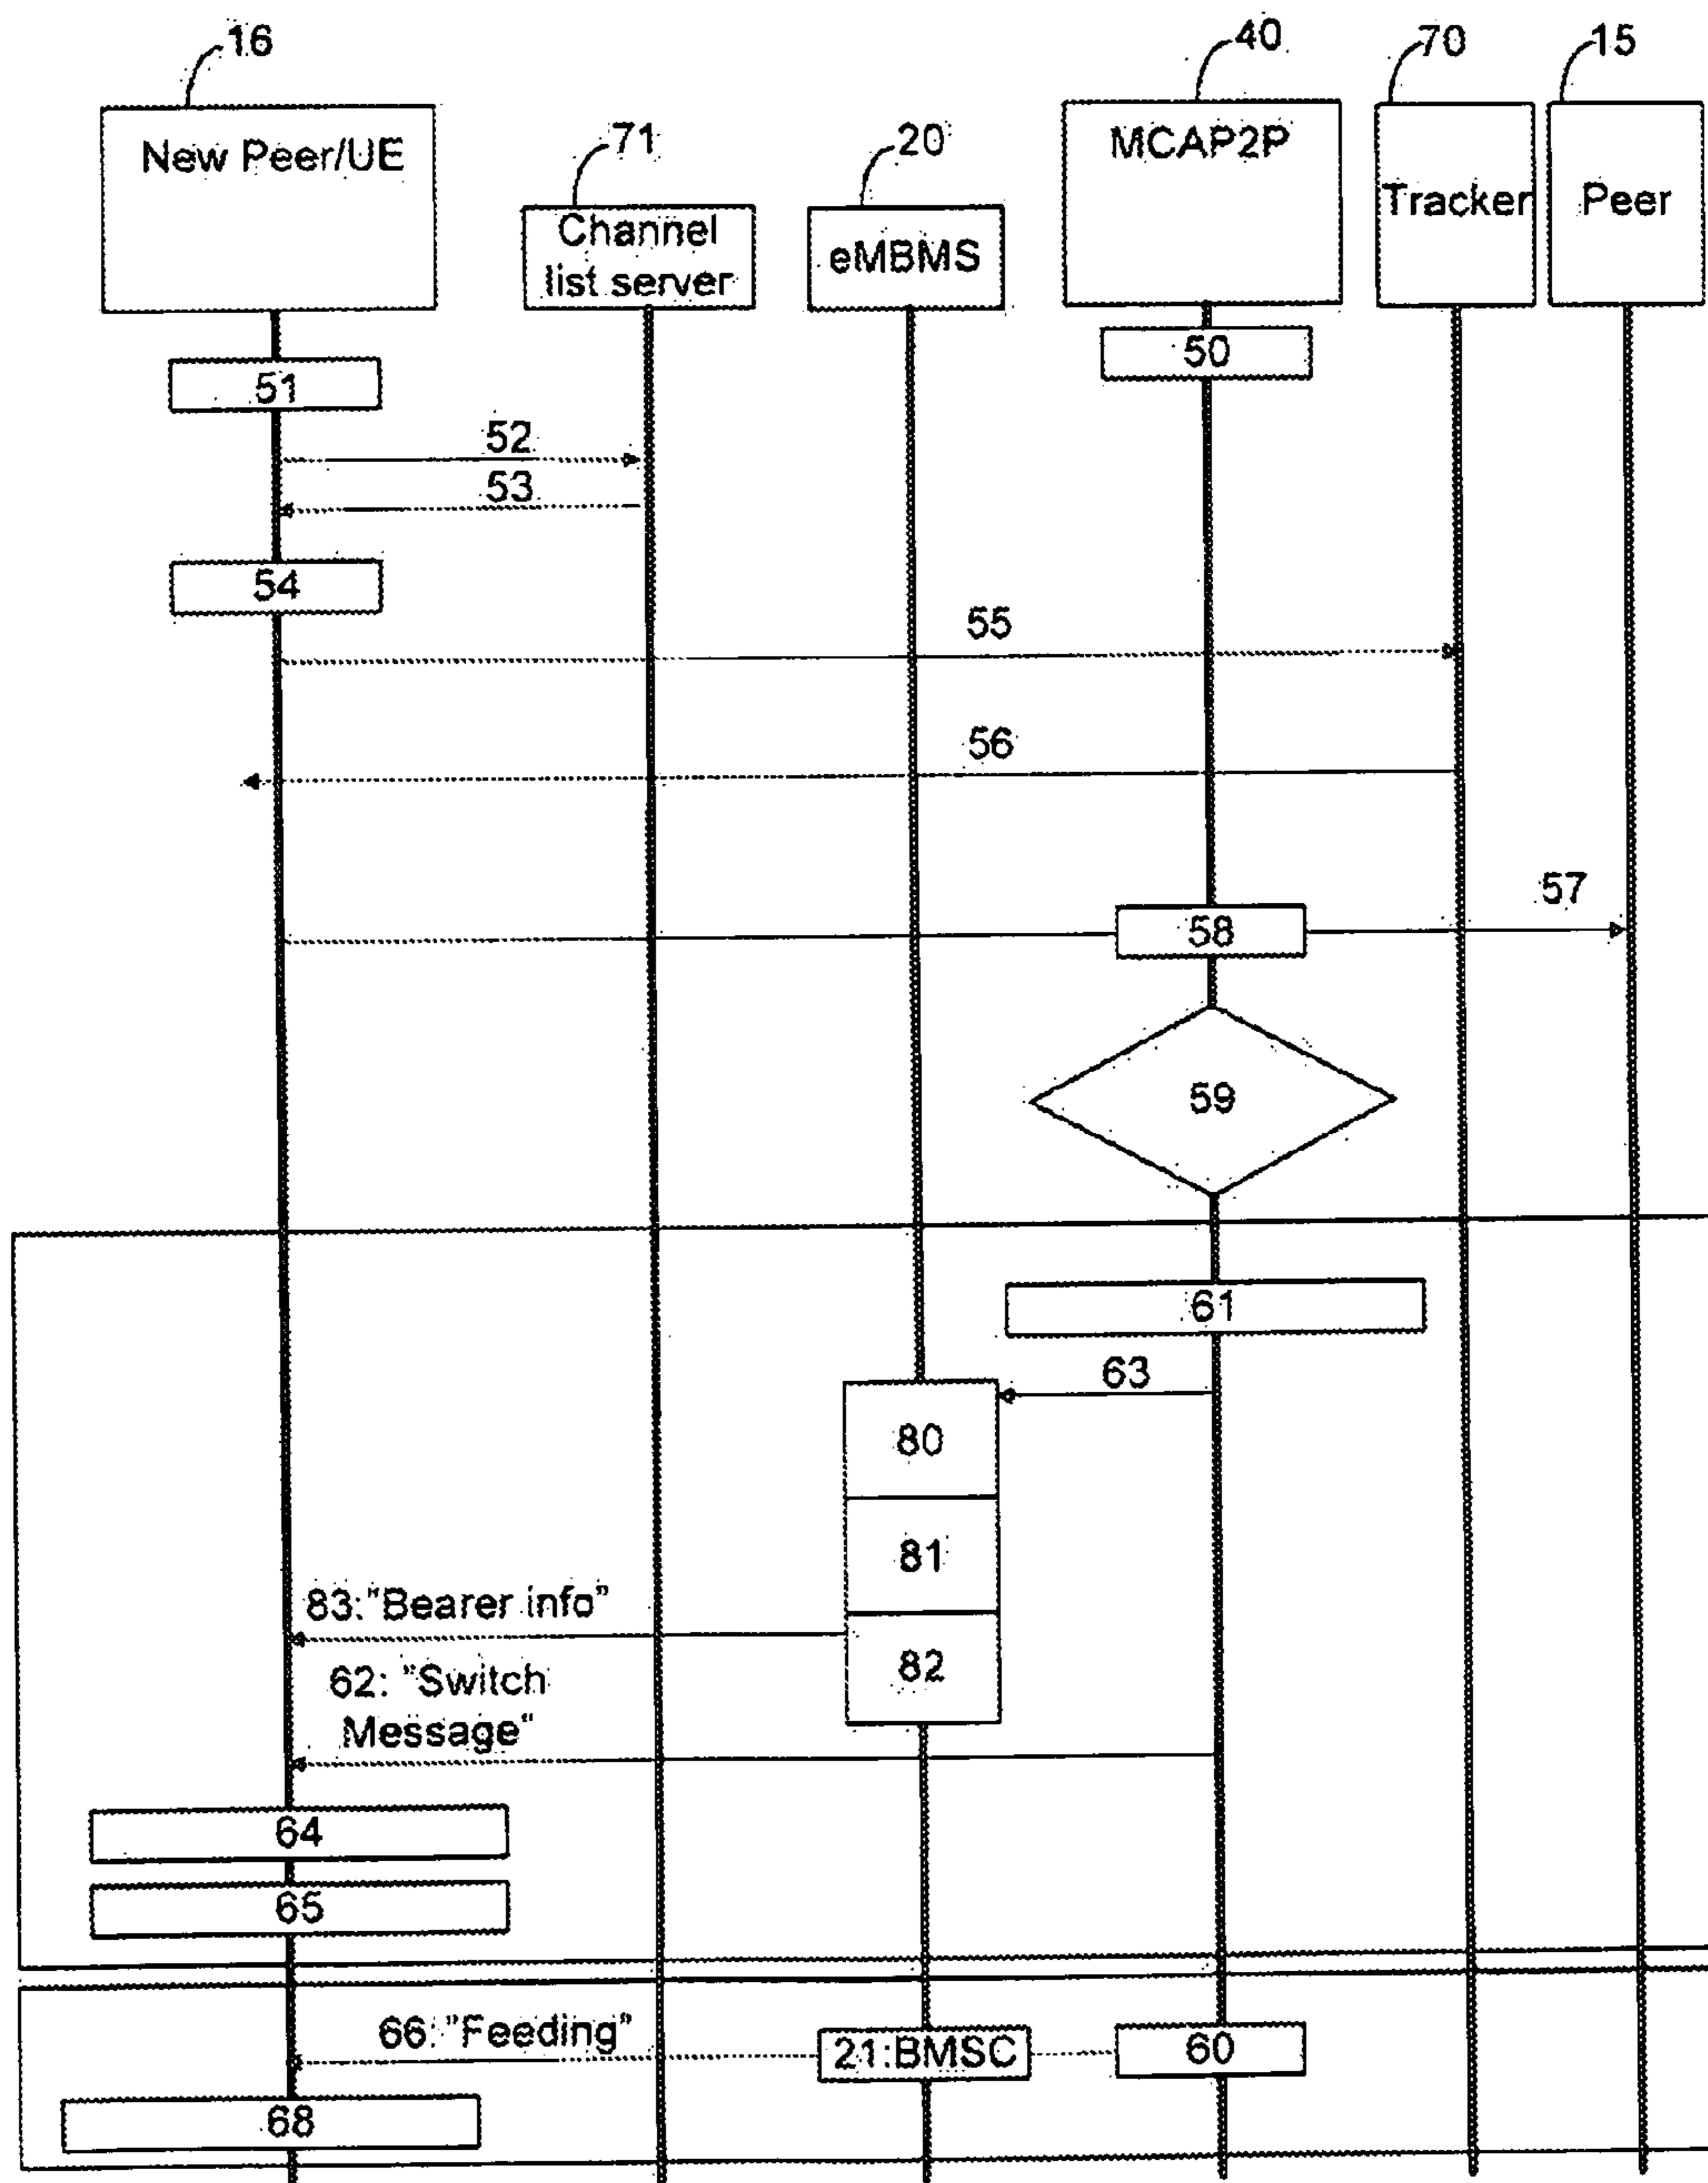 16
40
70
15
New Peer/UE
71
20
MCAP2P
Tracker
Peer
Channel
list server
eMBMS
50
51
52
53
54
55
56
57
58
59
61
63
80
81
83:"Bearer info"
82
62: "Switch
Message"
64
65
66:"Feeding"
21:BMSC
60
68